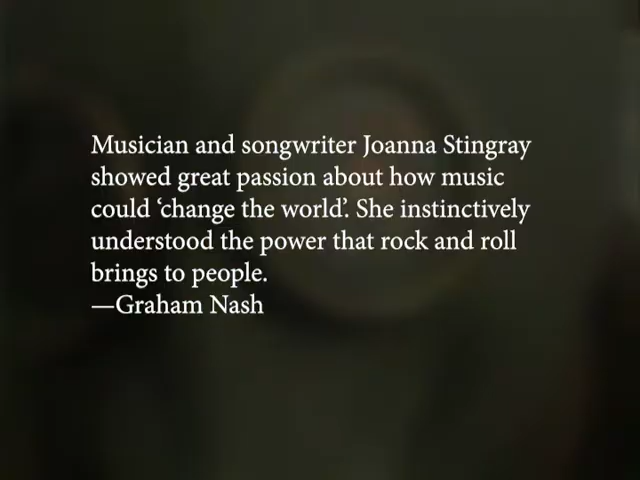 Musician and songwriter Joanna Stingray
showed great passion about how music
could ‘change the world’. She instinctively
understood the power that rock and roll
brings to people.
—Graham Nash